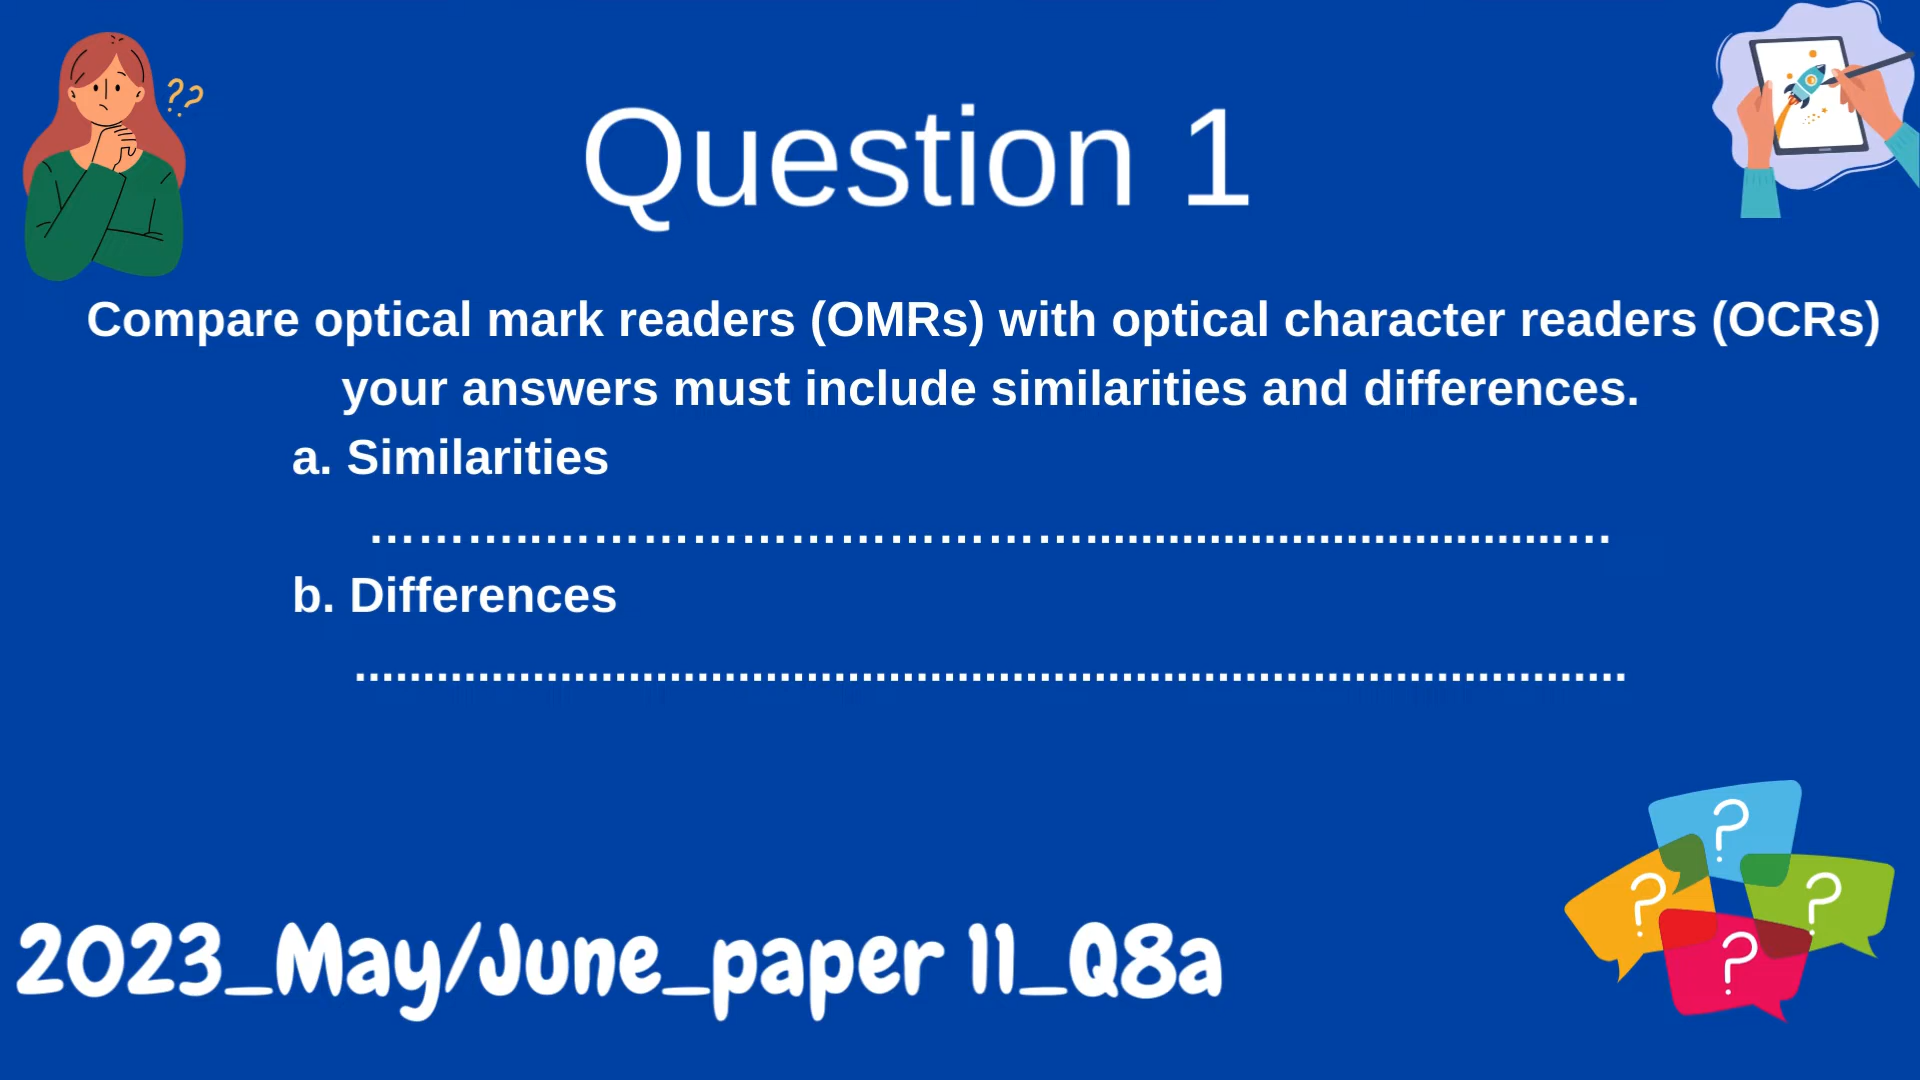 Question 1
Compare optical mark readers (OMRs) with optical character readers (OCRs)
your answers must include similarities and differences.
a. Similarities
………..……………………………...................................…
b. Differences
.............................................................................................
2023_May/June_paper 11_Q8a